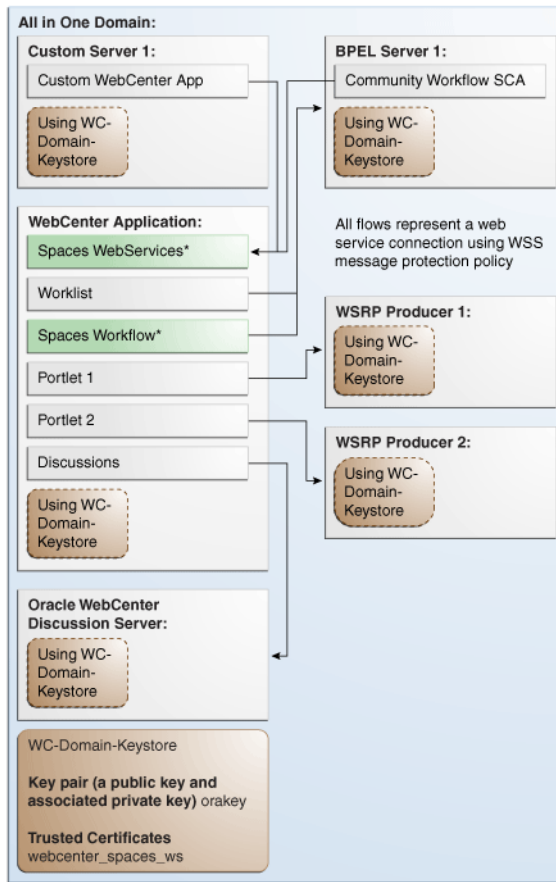 All in One Domain:
Custom Server 1:
Custom WebCenter App
Using WC-
Domain-
Keystore
BPEL Server 1:
Community Workflow SCA
Using WC-
Domain-
Keystore
WebCenter Application:
Spaces WebServices*
Worklist
Spaces Workflow*
Portlet 1
Portlet 2
Discussions
Using WC-
Domain-
Keystore
All flows represent a web
service connection using WSS
message protection policy
WSRP Producer 1:
Using WC-
Domain-
Keystore
WSRP Producer 2:
Using WC-
Domain-
Keystore
Oracle WebCenter
Discussion Server:
Using WC-
Domain-
Keystore
WC-Domain-Keystore
Key pair (a public key and
associated private key) orakey
Trusted Certificates
webcenter_spaces_ws